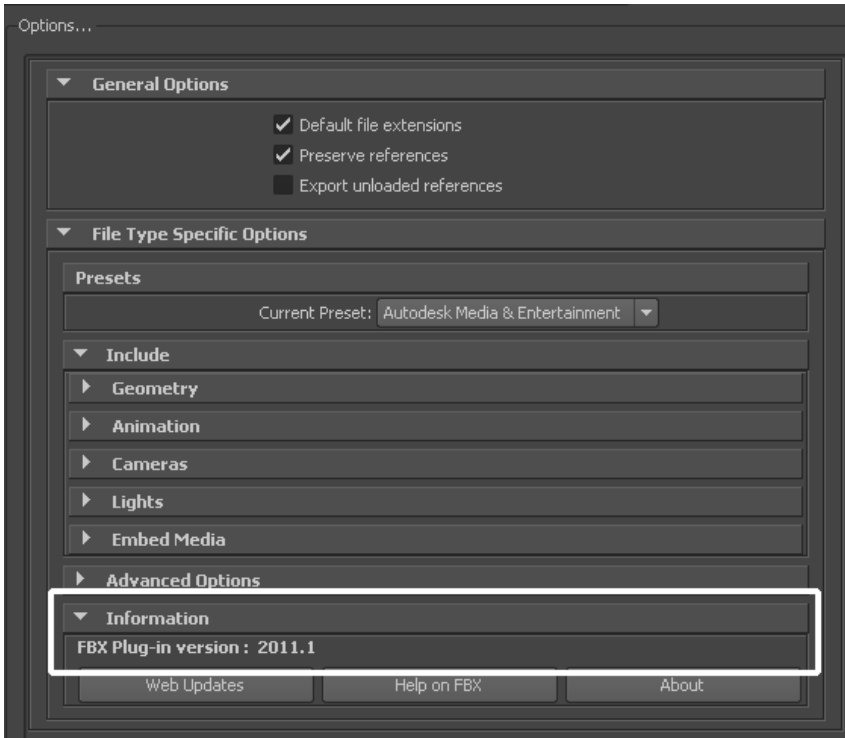 Options...
General Options
Default file extensions
Preserve references
Export unloaded references
File Type Specific Options
Presets
Current Preset: Autodesk Media & Entertainment
Include
Geometry
Animation
Cameras
Lights
Embed Media
Advanced Options
Information
FBX Plug-in version : 2011.1
Web Updates Help on FBX About